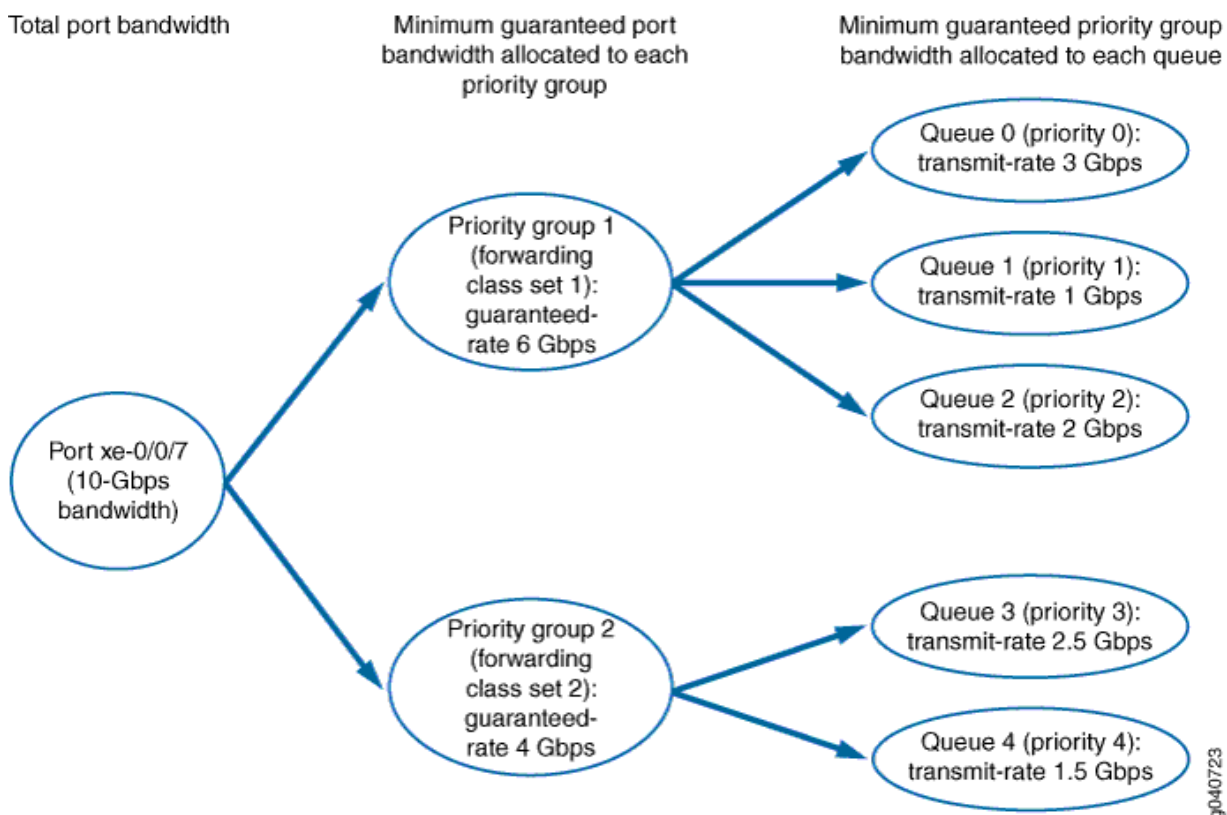 Total port bandwidth
Minimum guaranteed port
bandwidth allocated to each
priority group
Minimum guaranteed priority group
bandwidth allocated to each queue
Queue 0 (priority 0):
transmit-rate 3 Gbps
Priority group 1
(forwarding
class set 1):
guaranteed-
rate 6 Gbps
Queue 1 (priority 1):
transmit-rate 1 Gbps
Queue 2 (priority 2):
transmit-rate 2 Gbps
Port xe-0/0/7
(10-Gbps
bandwidth)
Priority group 2
(forwarding
class set 2):
guaranteed-
rate 4 Gbps
Queue 3 (priority 3):
transmit-rate 2.5 Gbps
Queue 4 (priority 4):
transmit-rate 1.5 Gbps
g040723